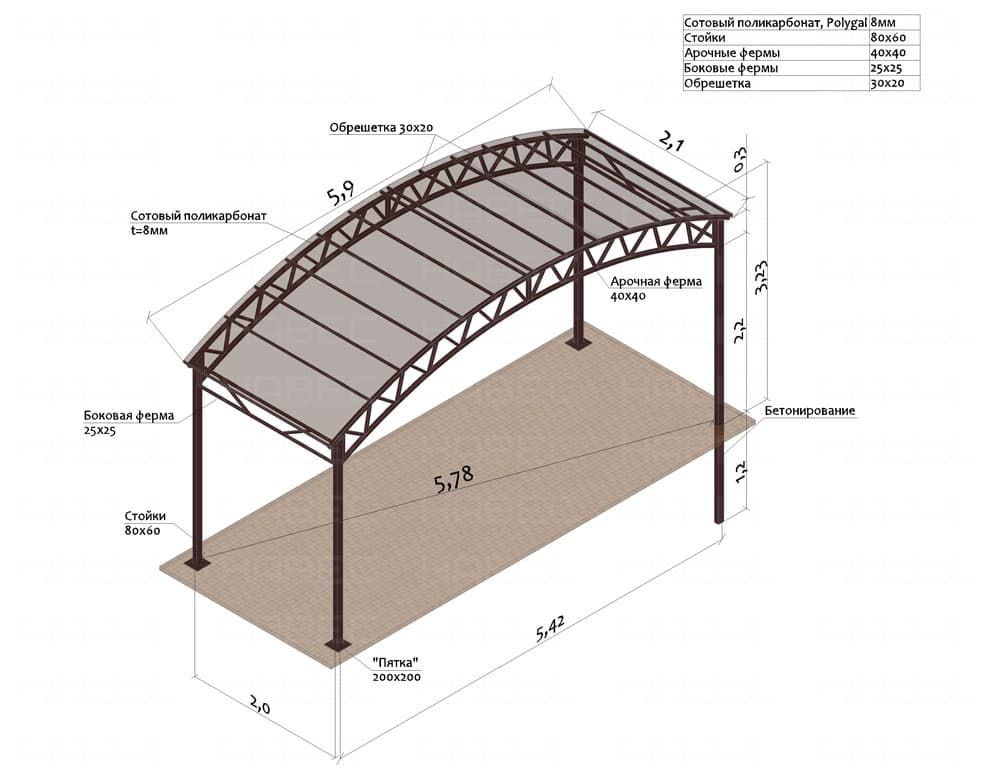 Сотовый поликарбонат, Polygal 8мм
Стойки 80х60
Арочные фермы 40х40
Боковые фермы 25х25
Обрешетка 30х20
Обрешетка 30х20
2,1
0,3
5,9
Сотовый поликарбонат
t=8мм
3,23
Арочная ферма
40х40
2,2
Боковая ферма
25х25
Бетонирование
5,78
1,2
Стойки
80х60
5,42
"Пятка"
200х200
2,0